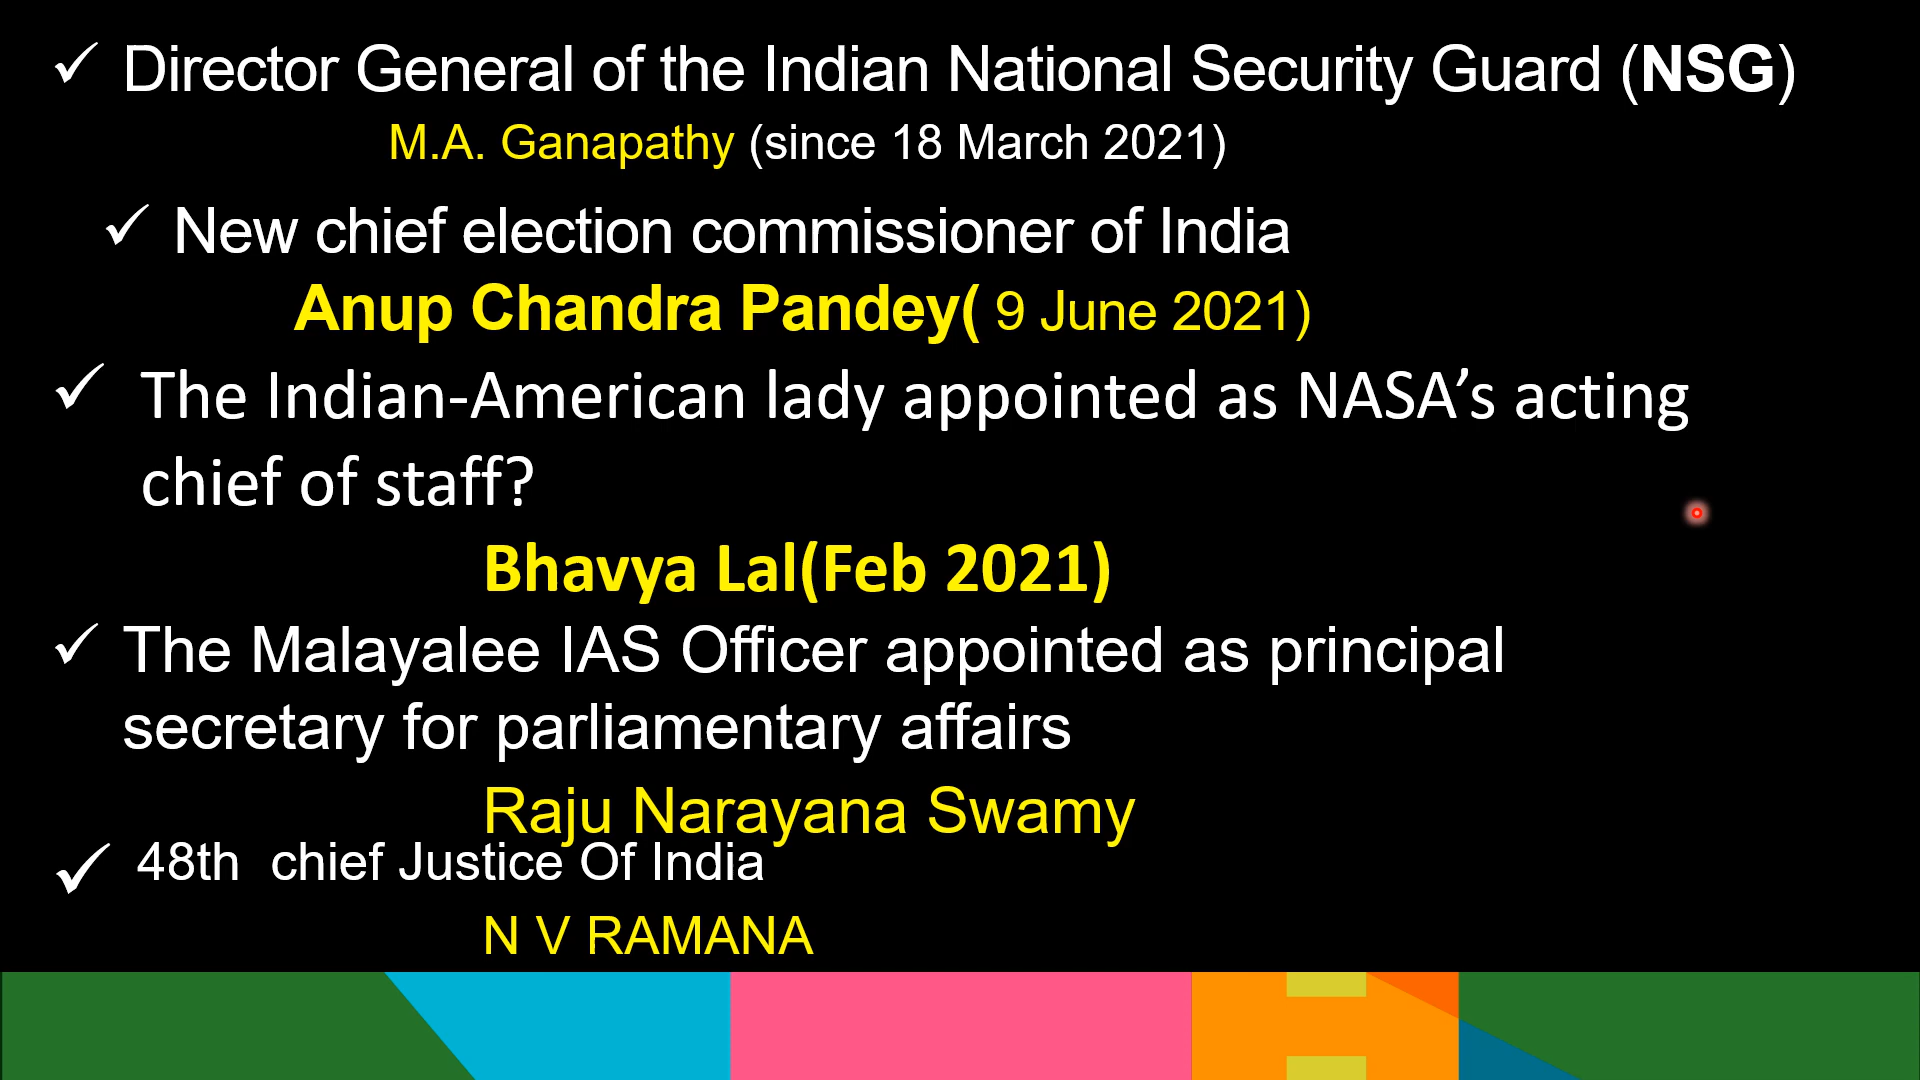 ✓ Director General of the Indian National Security Guard (NSG)
M.A. Ganapathy (since 18 March 2021)
✓ New chief election commissioner of India
Anup Chandra Pandey( 9 June 2021)
✓ The Indian-American lady appointed as NASA’s acting
chief of staff?
Bhavya Lal(Feb 2021)
✓ The Malayalee IAS Officer appointed as principal
secretary for parliamentary affairs
Raju Narayana Swamy
✓ 48th chief Justice Of India
N V RAMANA